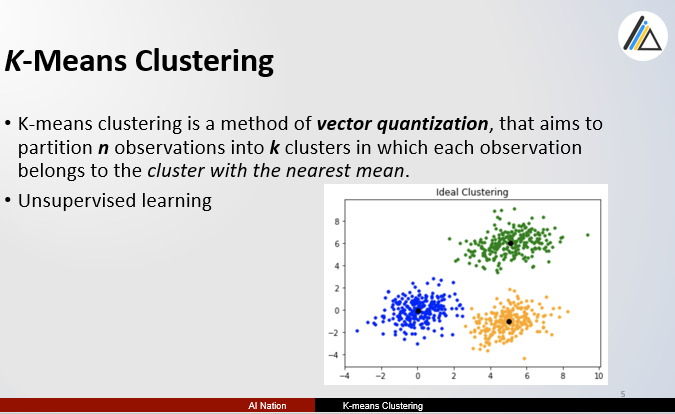 K-Means Clustering
• K-means clustering is a method of vector quantization, that aims to
partition n observations into k clusters in which each observation
belongs to the cluster with the nearest mean.
• Unsupervised learning
Ideal Clustering
8
6
4
2
0
−2
−4
−4 −2 0 2 4 6 8 10
5
AI Nation K-means Clustering